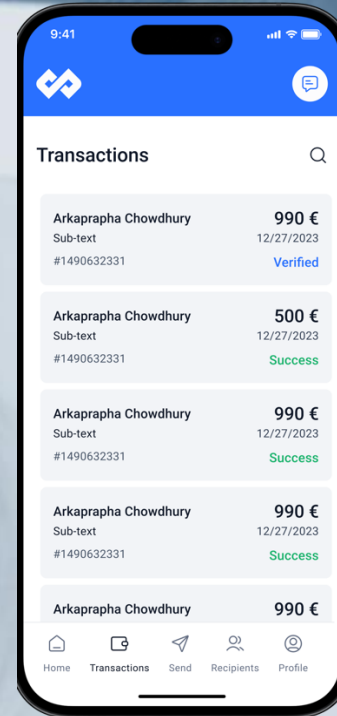 9:41
Transactions
Arkaprapha Chowdhury 990 €
Sub-text 12/27/2023
#1490632331 Verified
Arkaprapha Chowdhury 500 €
Sub-text 12/27/2023
#1490632331 Success
Arkaprapha Chowdhury 990 €
Sub-text 12/27/2023
#1490632331 Success
Arkaprapha Chowdhury 990 €
Sub-text 12/27/2023
#1490632331 Success
Arkaprapha Chowdhury 990 €
Home Transactions Send Recipients Profile